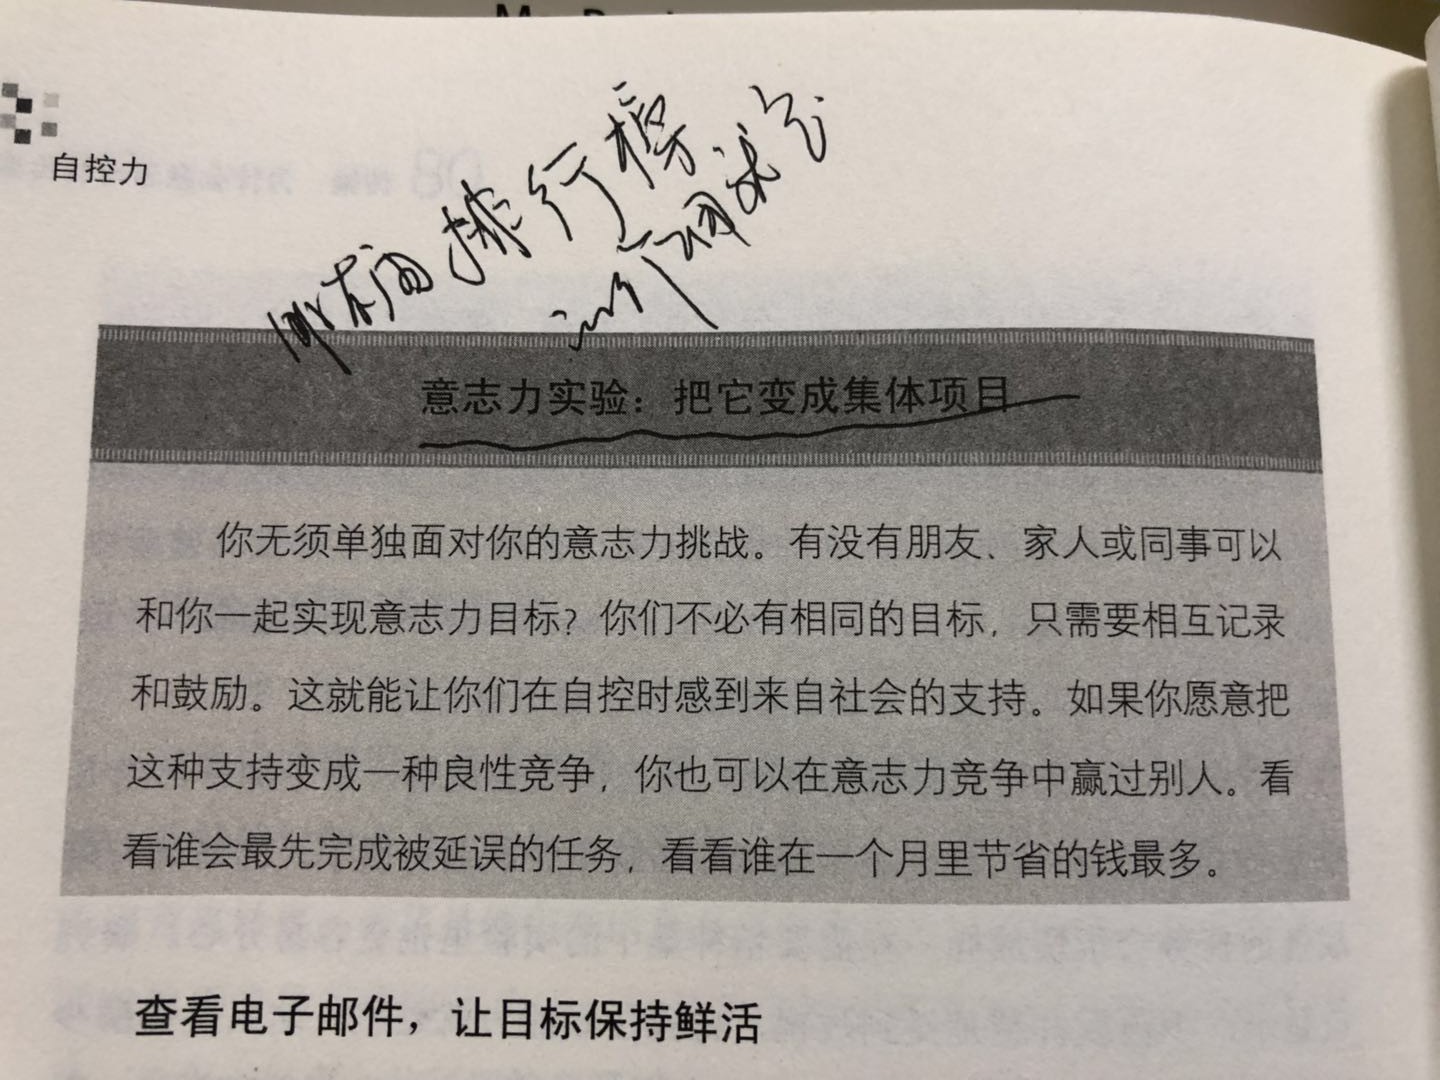 自控力
排行榜
意志力实验：把它变成集体项目
你无须单独面对你的意志力挑战。有没有朋友、家人或同事可以
和你一起实现意志力目标？你们不必有相同的目标，只需要相互记录
和鼓励。这就能让你们在自控时感到来自社会的支持。如果你愿意把
这种支持变成一种良性竞争，你也可以在意志力竞争中赢过别人。看
看谁会最先完成被延误的任务，看看谁在一个月里节省的钱最多。
查看电子邮件，让目标保持鲜活